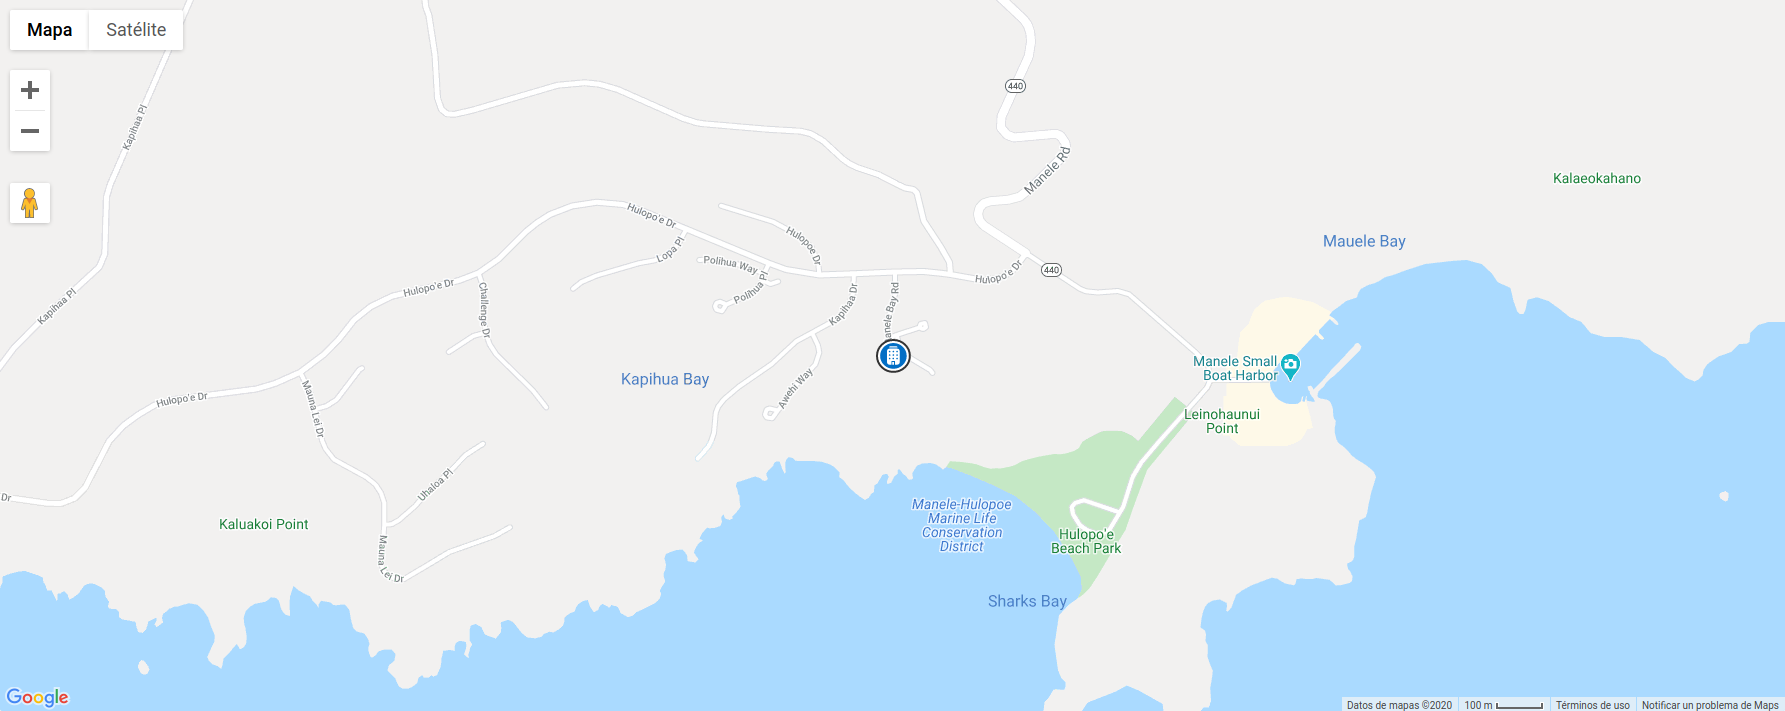 Mapa
Satélite
440
Kapihaa Pl
Manele Rd
Kalaeokahano
Hulopo'e Dr
Hulopoe Dr
Mauele Bay
Lopa Pl
Polihua Way
440
Hulopo'e Dr
Polihua Pl
Hulopo'e Dr
Kapihaa Pl
Kapihaa Dr
Challenge Dr
anele Bay Rd
Manele Small
Boat Harbor
Kapihua Bay
Awehi Way
Hulopo'e Dr
Mauna Lei Dr
Leinohaunui
Point
Uhaloa Pl
Dr
Manele-Hulopoe
Marine Life
Conservation
District
Kaluakoi Point
Hulopo'e
Beach Park
Mauna Lei Dr
Sharks Bay
Google
Datos de mapas ©2020
100 m
Términos de uso
Notificar un problema de Maps